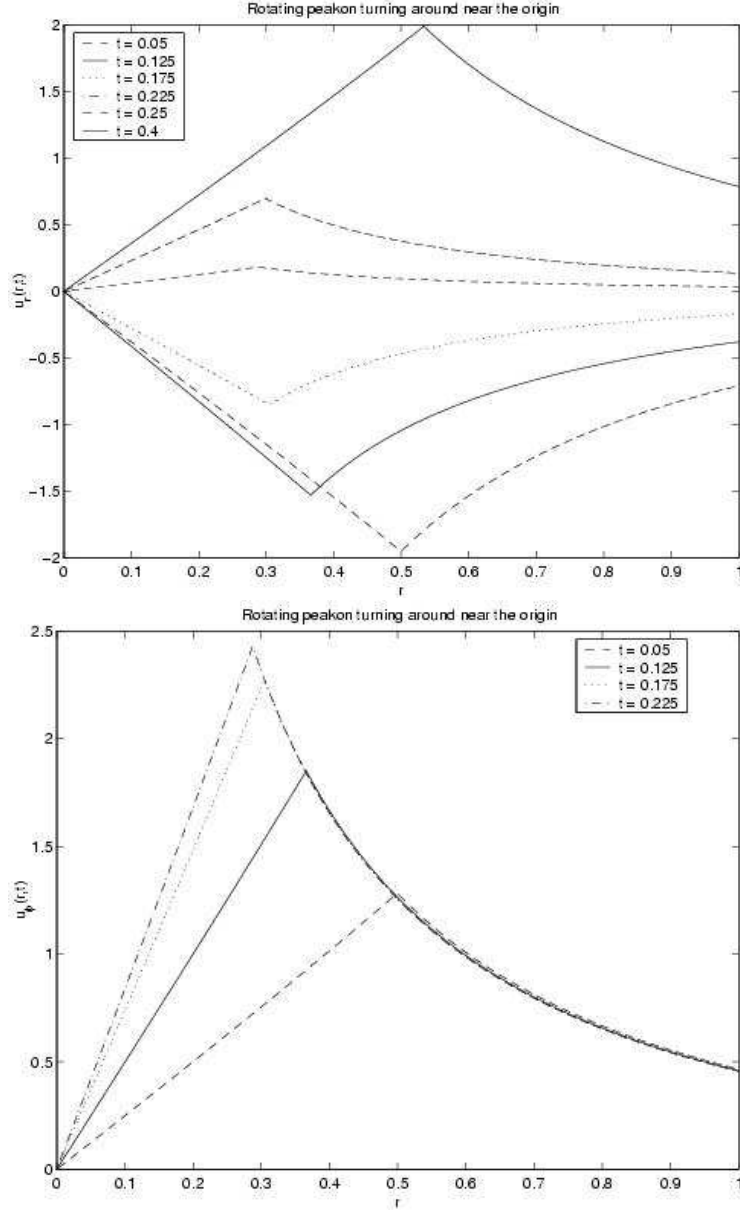 Rotating peakon turning around near the origin
2
1.5
1
0.5
0
−0.5
−1
−1.5
−2
t = 0.05
t = 0.125
t = 0.175
t = 0.225
t = 0.25
t = 0.4
u_r(r,t)
0 0.1 0.2 0.3 0.4 0.5 0.6 0.7 0.8 0.9 1
r
Rotating peakon turning around near the origin
2.5
2
1.5
1
0.5
0
t = 0.05
t = 0.125
t = 0.175
t = 0.225
u_ϕ(r,t)
0 0.1 0.2 0.3 0.4 0.5 0.6 0.7 0.8 0.9 1
r